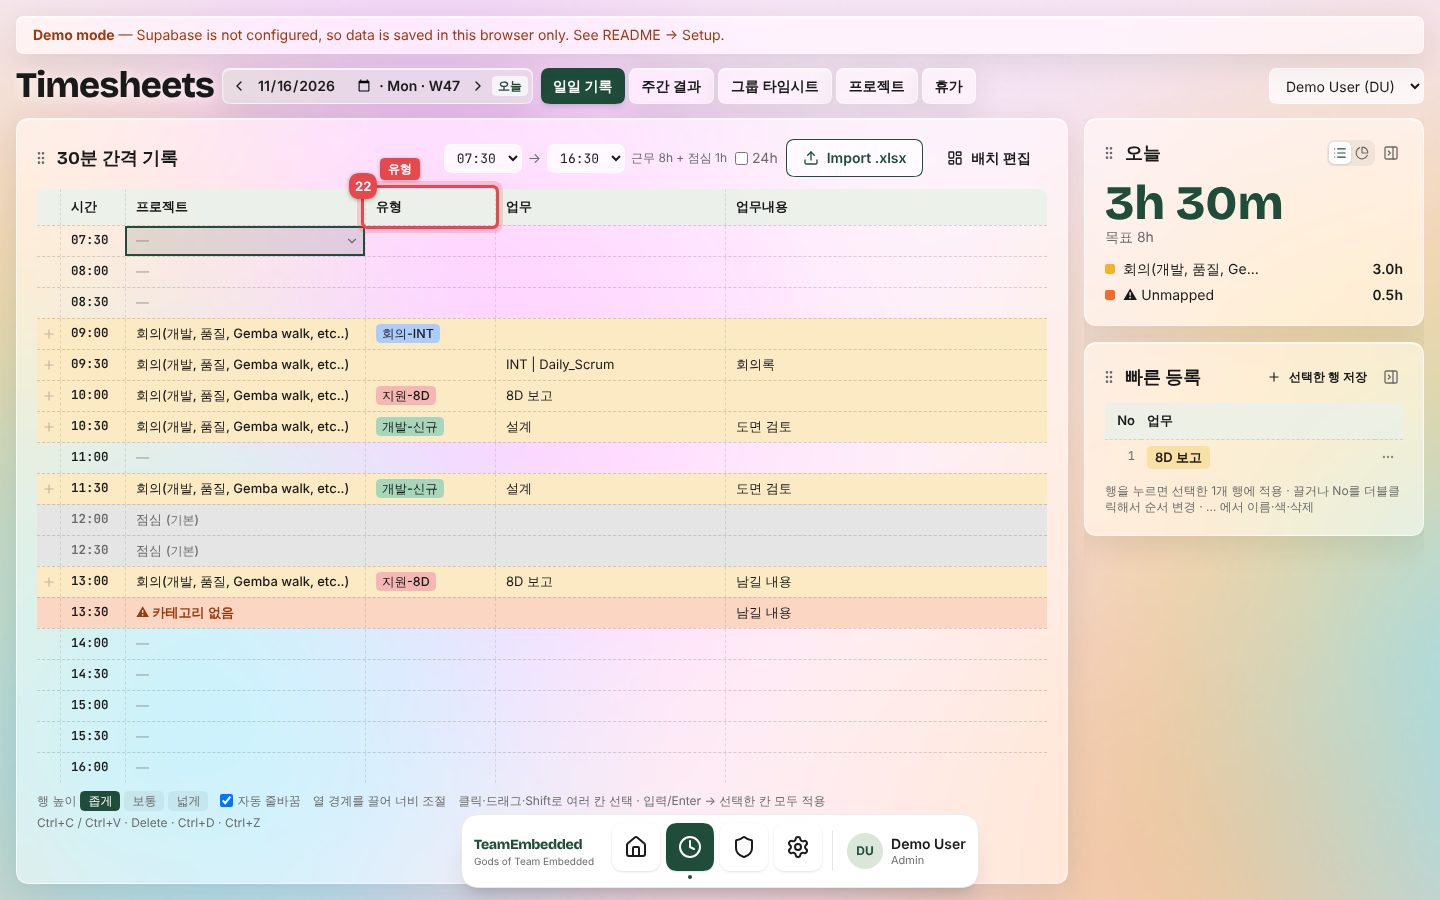 Demo mode — Supabase is not configured, so data is saved in this browser only. See README → Setup.
Timesheets
11/16/2026 · Mon · W47 오늘
일일 기록 주간 결과 그룹 타임시트 프로젝트 휴가
Demo User (DU)
30분 간격 기록
07:30 → 16:30 근무 8h + 점심 1h 24h Import .xlsx 배치 편집
유형
22
시간 프로젝트 유형 업무 업무내용
07:30 —
08:00 —
08:30 —
+ 09:00 회의(개발, 품질, Gemba walk, etc..) 회의-INT
+ 09:30 회의(개발, 품질, Gemba walk, etc..) INT | Daily_Scrum 회의록
+ 10:00 회의(개발, 품질, Gemba walk, etc..) 지원-8D 8D 보고
+ 10:30 회의(개발, 품질, Gemba walk, etc..) 개발-신규 설계 도면 검토
11:00 —
+ 11:30 회의(개발, 품질, Gemba walk, etc..) 개발-신규 설계 도면 검토
12:00 점심 (기본)
12:30 점심 (기본)
+ 13:00 회의(개발, 품질, Gemba walk, etc..) 지원-8D 8D 보고 남길 내용
13:30 ⚠ 카테고리 없음 남길 내용
14:00 —
14:30 —
15:00 —
15:30 —
16:00 —
행 높이 좁게 보통 넓게 자동 줄바꿈 열 경계를 끌어 너비 조절 클릭·드래그·Shift로 여러 칸 선택 · 입력/Enter → 선택한 칸 모두 적용
Ctrl+C / Ctrl+V · Delete · Ctrl+D · Ctrl+Z
오늘
3h 30m
목표 8h
회의(개발, 품질, Ge... 3.0h
⚠ Unmapped 0.5h
빠른 등록 + 선택한 행 저장
No 업무
1 8D 보고 ...
행을 누르면 선택한 1개 행에 적용 · 끌거나 No를 더블클
릭해서 순서 변경 · ... 에서 이름·색·삭제
TeamEmbedded
Gods of Team Embedded
DU
Demo User
Admin